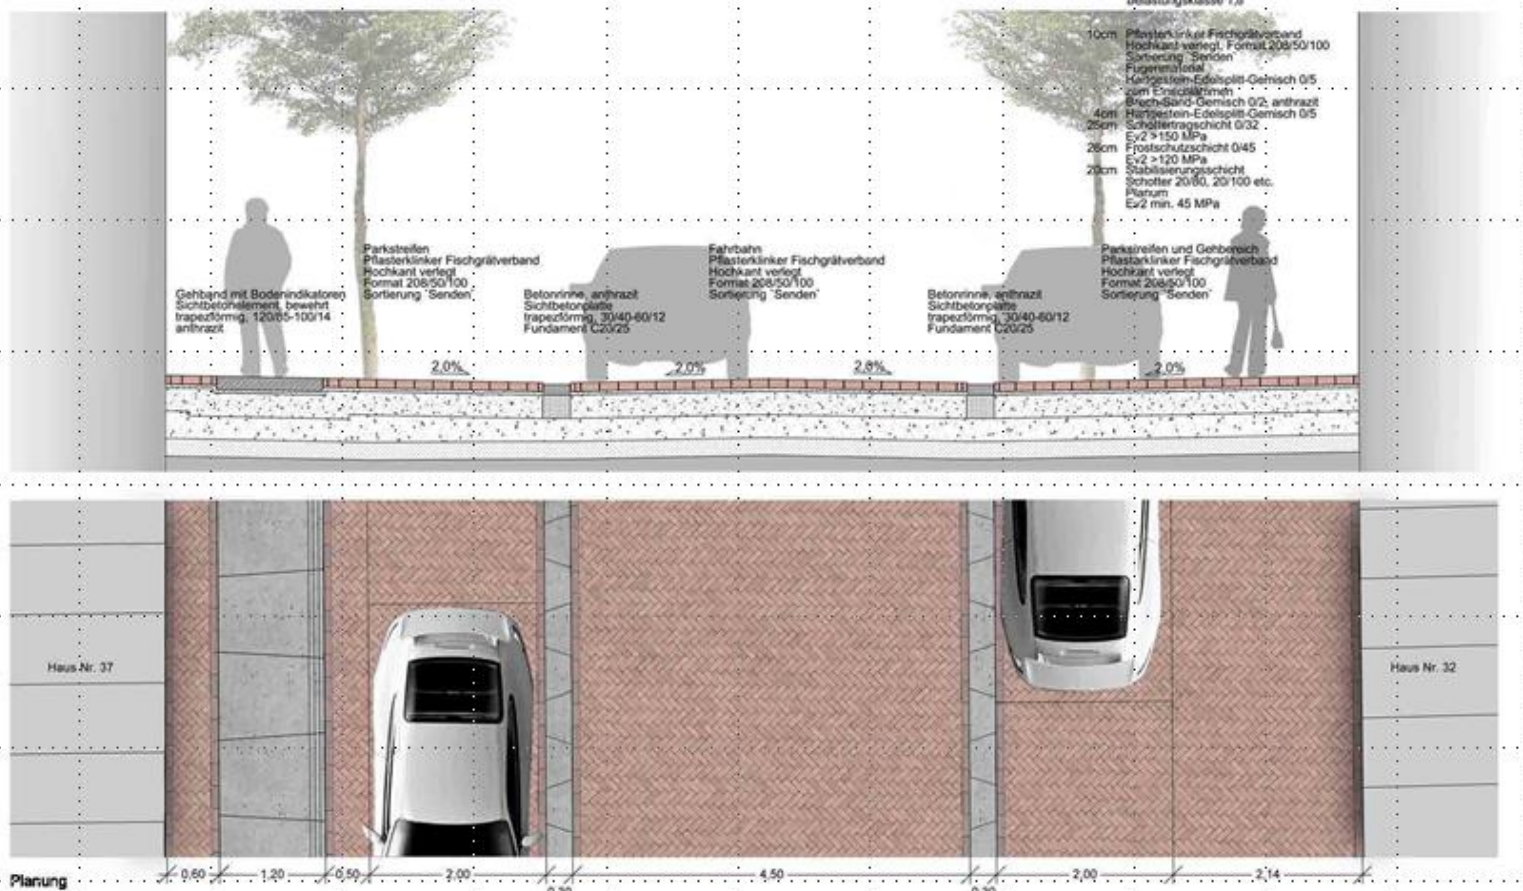 Belastungsklasse 1,8
10cm Pflasterklinker Fischgrätverband
Hochkant verlegt, Format 208/50/100
Sortierung ¨Senden¨
Fugenmaterial
Hartgestein-Edelsplitt-Gemisch 0/5
zum Einschlämmen
Brech-Sand-Gemisch 0/2, anthrazit
4cm Hartgestein-Edelsplitt-Gemisch 0/5
25cm Schottertragschicht 0/32
Ev2 >150 MPa
26cm Frostschutzschicht 0/45
Ev2 >120 MPa
20cm Stabilisierungsschicht
Schotter 20/80, 20/100 etc.
Planum
Ev2 min. 45 MPa
Gehband mit Bodenindikatoren
Sichtbetonelement, bewehrt
trapezförmig, 120/85-100/14
anthrazit
Parkstreifen
Pflasterklinker Fischgrätverband
Hochkant verlegt
Format 208/50/100
Sortierung ¨Senden¨
Betonrinne, anthrazit
Sichtbetonplatte
trapezförmig, 30/40-60/12
Fundament C20/25
Fahrbahn
Pflasterklinker Fischgrätverband
Hochkant verlegt
Format 208/50/100
Sortierung ¨Senden¨
Betonrinne, anthrazit
Sichtbetonplatte
trapezförmig, 30/40-60/12
Fundament C20/25
Parkstreifen und Gehbereich
Pflasterklinker Fischgrätverband
Hochkant verlegt
Format 208/50/100
Sortierung ¨Senden¨
2,0%
2,0%
2,0%
2,0%
Haus Nr. 37
Haus Nr. 32
0,60 1,20 0,50 2,00 4,50 2,00 2,14
Planung